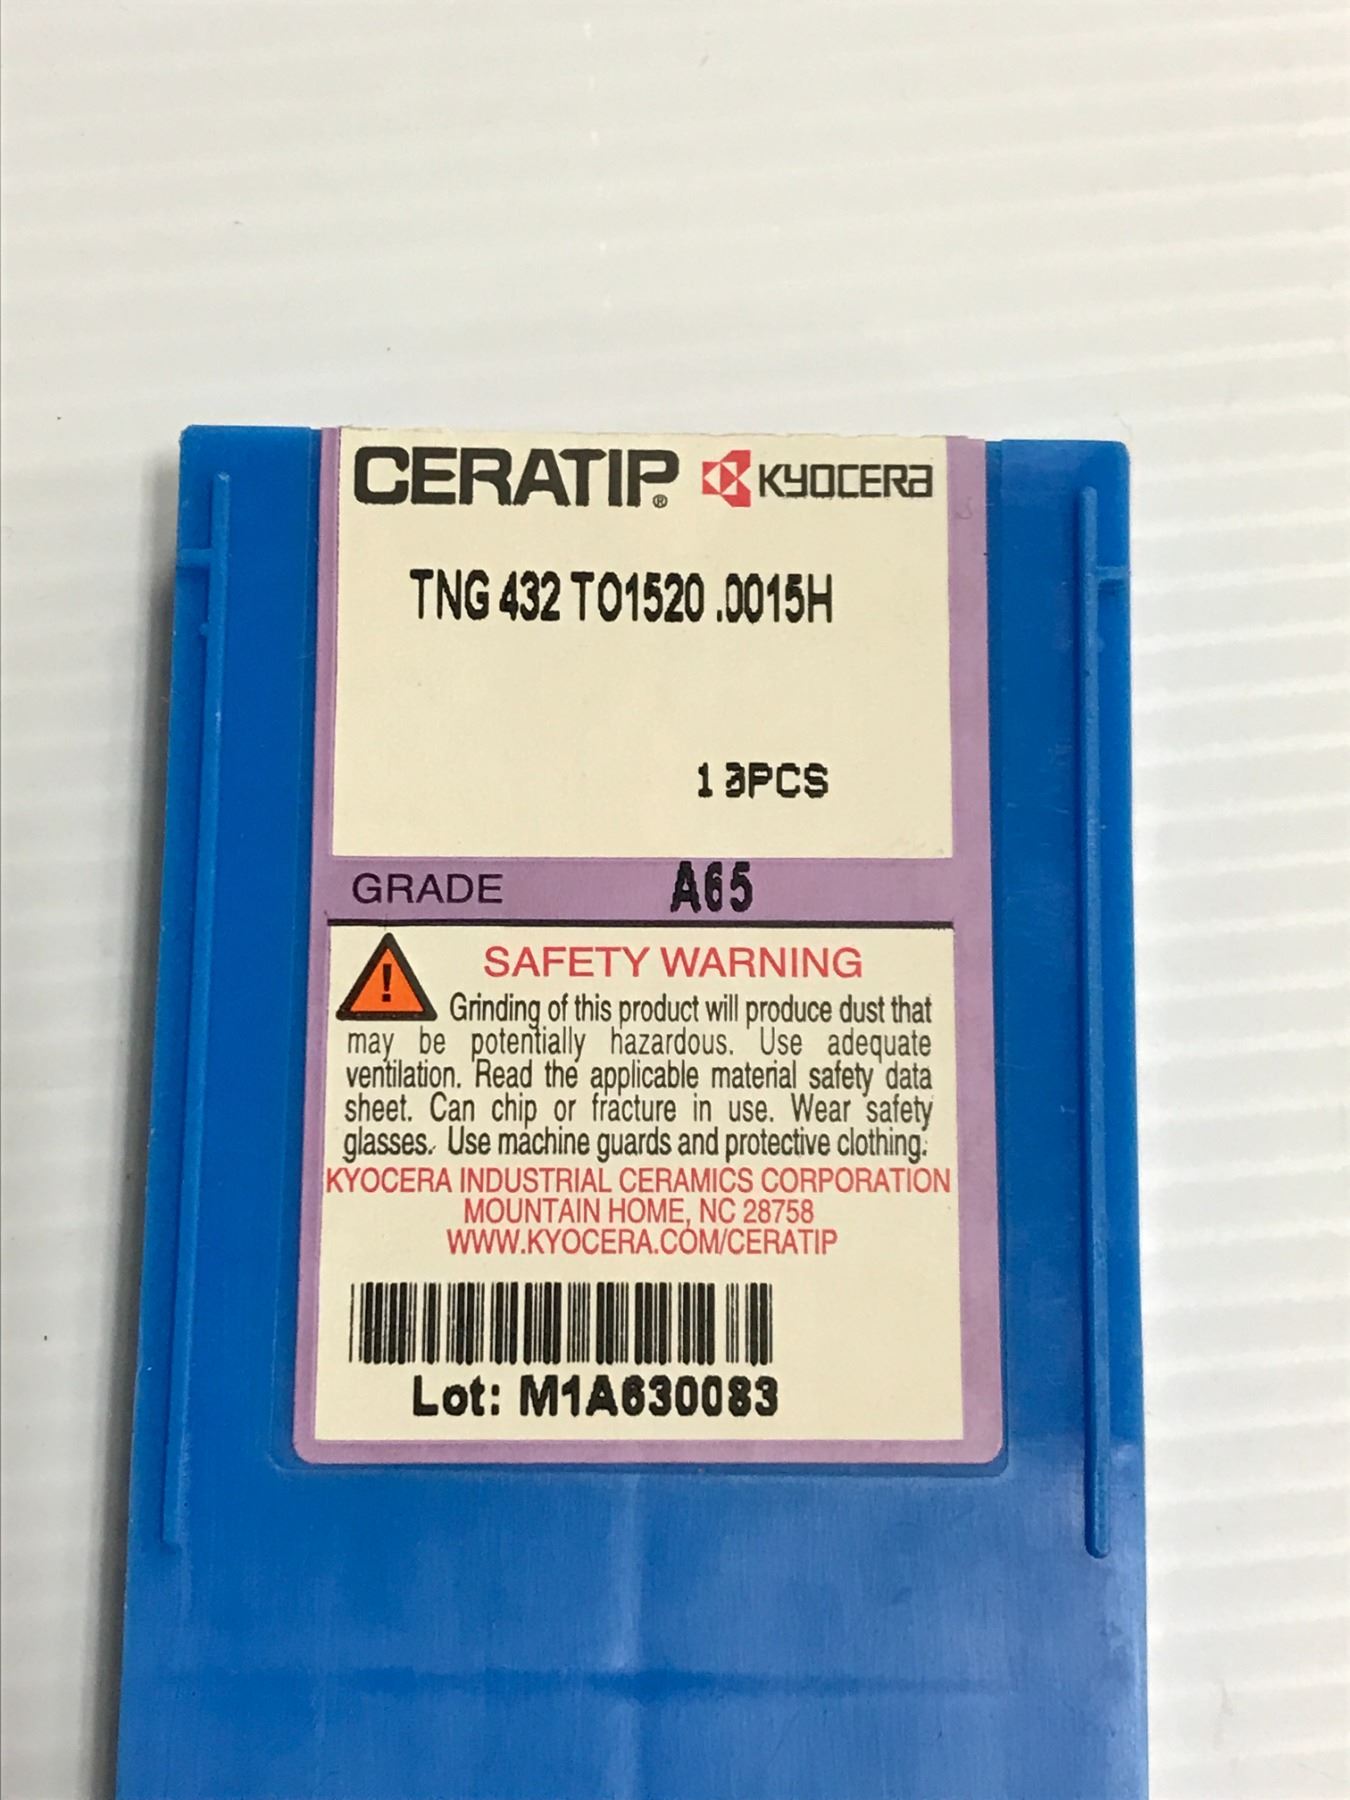 CERATIP® KYOCERA
TNG 432 TO1520 .0015H
PCS
GRADE A65
! SAFETY WARNING
Grinding of this product will produce dust that
may be potentially hazardous. Use adequate
ventilation. Read the applicable material safety data
sheet. Can chip or fracture in use. Wear safety
glasses. Use machine guards and protective clothing.
KYOCERA INDUSTRIAL CERAMICS CORPORATION
MOUNTAIN HOME, NC 28758
WWW.KYOCERA.COM/CERATIP
Lot: M1A630083